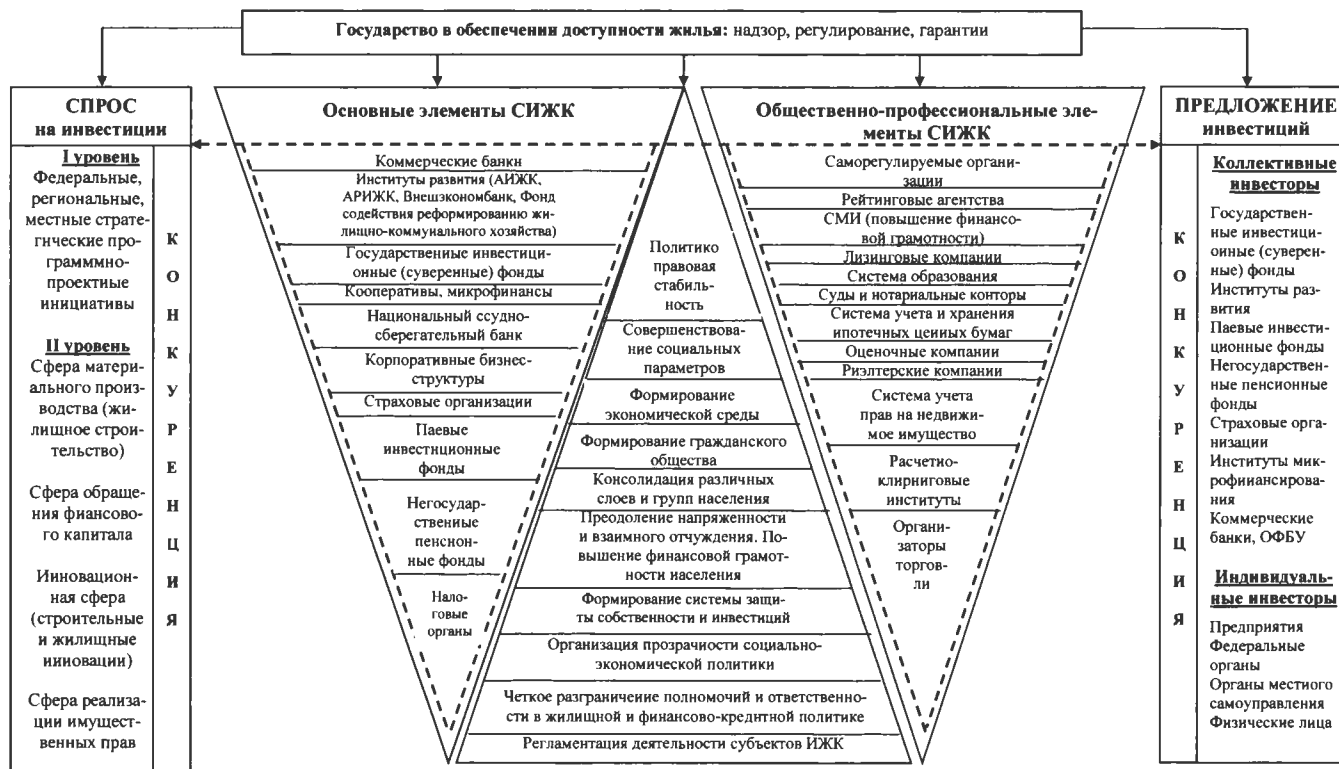 Государство в обеспечении доступности жилья: надзор, регулирование, гарантии
СПРОС
на инвестиции
I уровень
Федеральные,
региональные,
местные страте-
гические про-
граммно-
проектные
инициативы
II уровень
Сфера матери-
ального произ-
водства (жи-
лищное строи-
тельство)
Сфера обраще-
ния фиансово-
го капитала
Инновацион-
ная сфера
(строительные
и жилищные
инновации)
Сфера реализа-
ции имущест-
венных прав
К
О
Н
К
У
Р
Е
Н
Ц
И
Я
Основные элементы СИЖК
Коммерческие банки
Институты развития (АИЖК,
АРИЖК, Внешэкономбанк, Фонд
содействия реформированию жи-
лищно-коммунального хозяйства)
Государственные инвестици-
онные (суверенные) фонды
Кооперативы, микрофинансы
Национальный ссудно-
сберегательный банк
Корпоративные бизнес-
структуры
Страховые организации
Паевые
инвестиционные
фонды
Негосудар-
ственные
пенсион-
ные фонды
Нало-
говые
органы
Политико
правовая
стабиль-
ность
Совершенствова-
ние социальных
параметров
Формирование
экономической среды
Формирование гражданского
общества
Консолидация различных
слоев и групп населения
Преодоление напряженности
и взаимного отчуждения. По-
вышение финансовой грамот-
ности населения
Формирование системы защи-
ты собственности и инвестиций
Организация прозрачности социально-
экономической политики
Четкое разграничение полномочий и ответственно-
сти в жилищной и финансово-кредитной политике
Регламентация деятельности субъектов ИЖК
Общественно-профессиональные эле-
менты СИЖК
Саморегулируемые органи-
зации
Рейтинговые агентства
СМИ (повышение финансо-
вой грамотности)
Лизинговые компании
Система образования
Суды и нотариальные конторы
Система учета и хранения
ипотечных ценных бумаг
Оценочные компании
Риэлтерские компании
Система учета
прав на недвижи-
мое имущество
Расчетно-
клирниговые
институты
Органи-
заторы
торгов-
ли
ПРЕДЛОЖЕНИЕ
инвестиций
К
О
Н
К
У
Р
Е
Н
Ц
И
Я
Коллективные
инвесторы
Государствен-
ные инвестици-
оиные (суверен-
ные) фонды
Институты раз-
вития
Паевые инвести-
ционные фонды
Негосударствен-
ные пенсионные
фонды
Страховые орга-
низации
Институты мик-
рофинансирова-
ния
Коммерческие
банки, ОФБУ
Индивидуаль-
ные инвесторы
Предприятия
Федеральные
органы
Органы местного
самоуправления
Физические лица